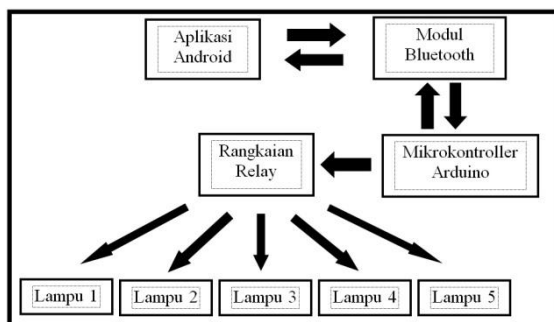 Aplikasi
Android
Modul
Bluetooth
Rangkaian
Relay
Mikrokontroller
Arduino
Lampu 1
Lampu 2
Lampu 3
Lampu 4
Lampu 5